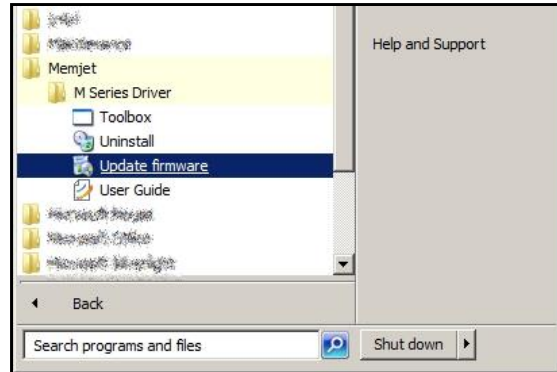 Memjet
M Series Driver
Toolbox
Uninstall
Update firmware
User Guide
Back
Search programs and files
Help and Support
Shut down